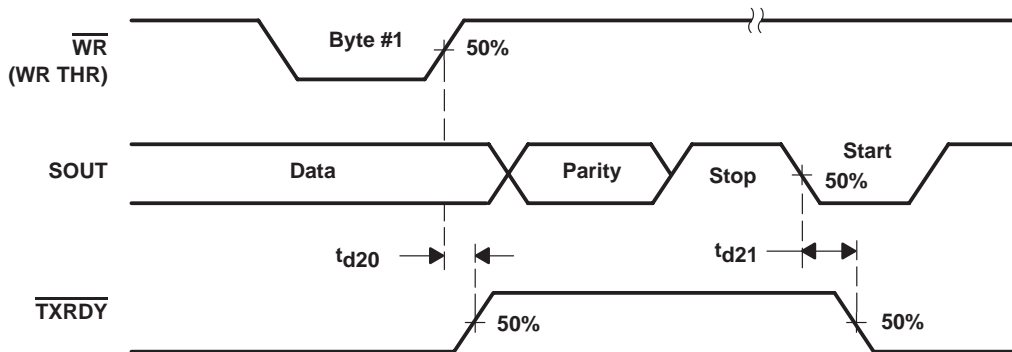 Byte #1
WR
50%
(WR THR)
SOUT
Data
Parity
Stop
Start
50%
td20
td21
TXRDY
50%
50%